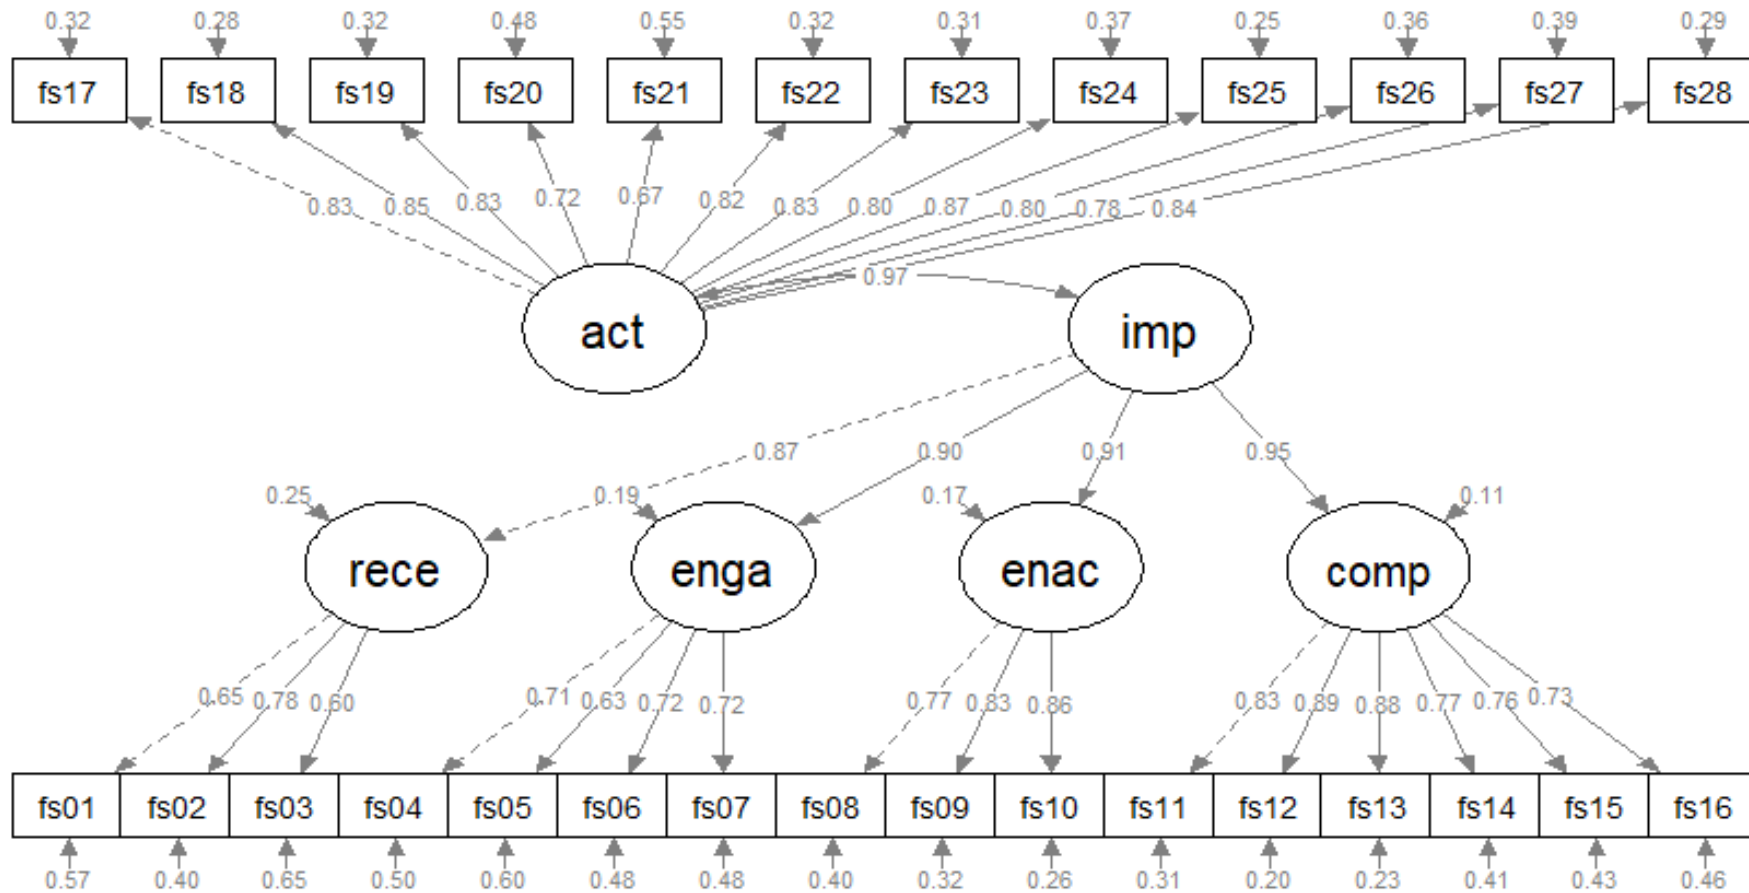 0.32 0.28 0.32 0.48 0.55 0.32 0.31 0.37 0.25 0.36 0.39 0.29
fs17 fs18 fs19 fs20 fs21 fs22 fs23 fs24 fs25 fs26 fs27 fs28
0.83 0.85 0.83 0.72 0.67 0.82 0.83 0.80 0.87 0.80 0.78 0.84
0.97
act imp
0.87 0.90 0.91 0.95
0.25 0.19 0.17 0.11
rece enga enac comp
0.65 0.78 0.60 0.71 0.63 0.72 0.72 0.77 0.83 0.86 0.83 0.89 0.88 0.77 0.76 0.73
fs01 fs02 fs03 fs04 fs05 fs06 fs07 fs08 fs09 fs10 fs11 fs12 fs13 fs14 fs15 fs16
0.57 0.40 0.65 0.50 0.60 0.48 0.48 0.40 0.32 0.26 0.31 0.20 0.23 0.41 0.43 0.46